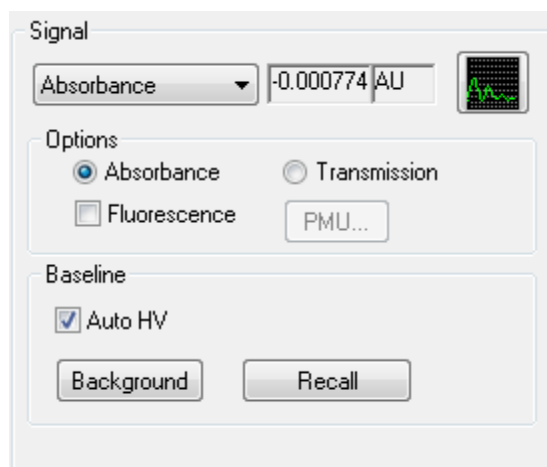 Signal
Absorbance -0.000774 AU
Options
Absorbance Transmission
Fluorescence PMU...
Baseline
Auto HV
Background Recall